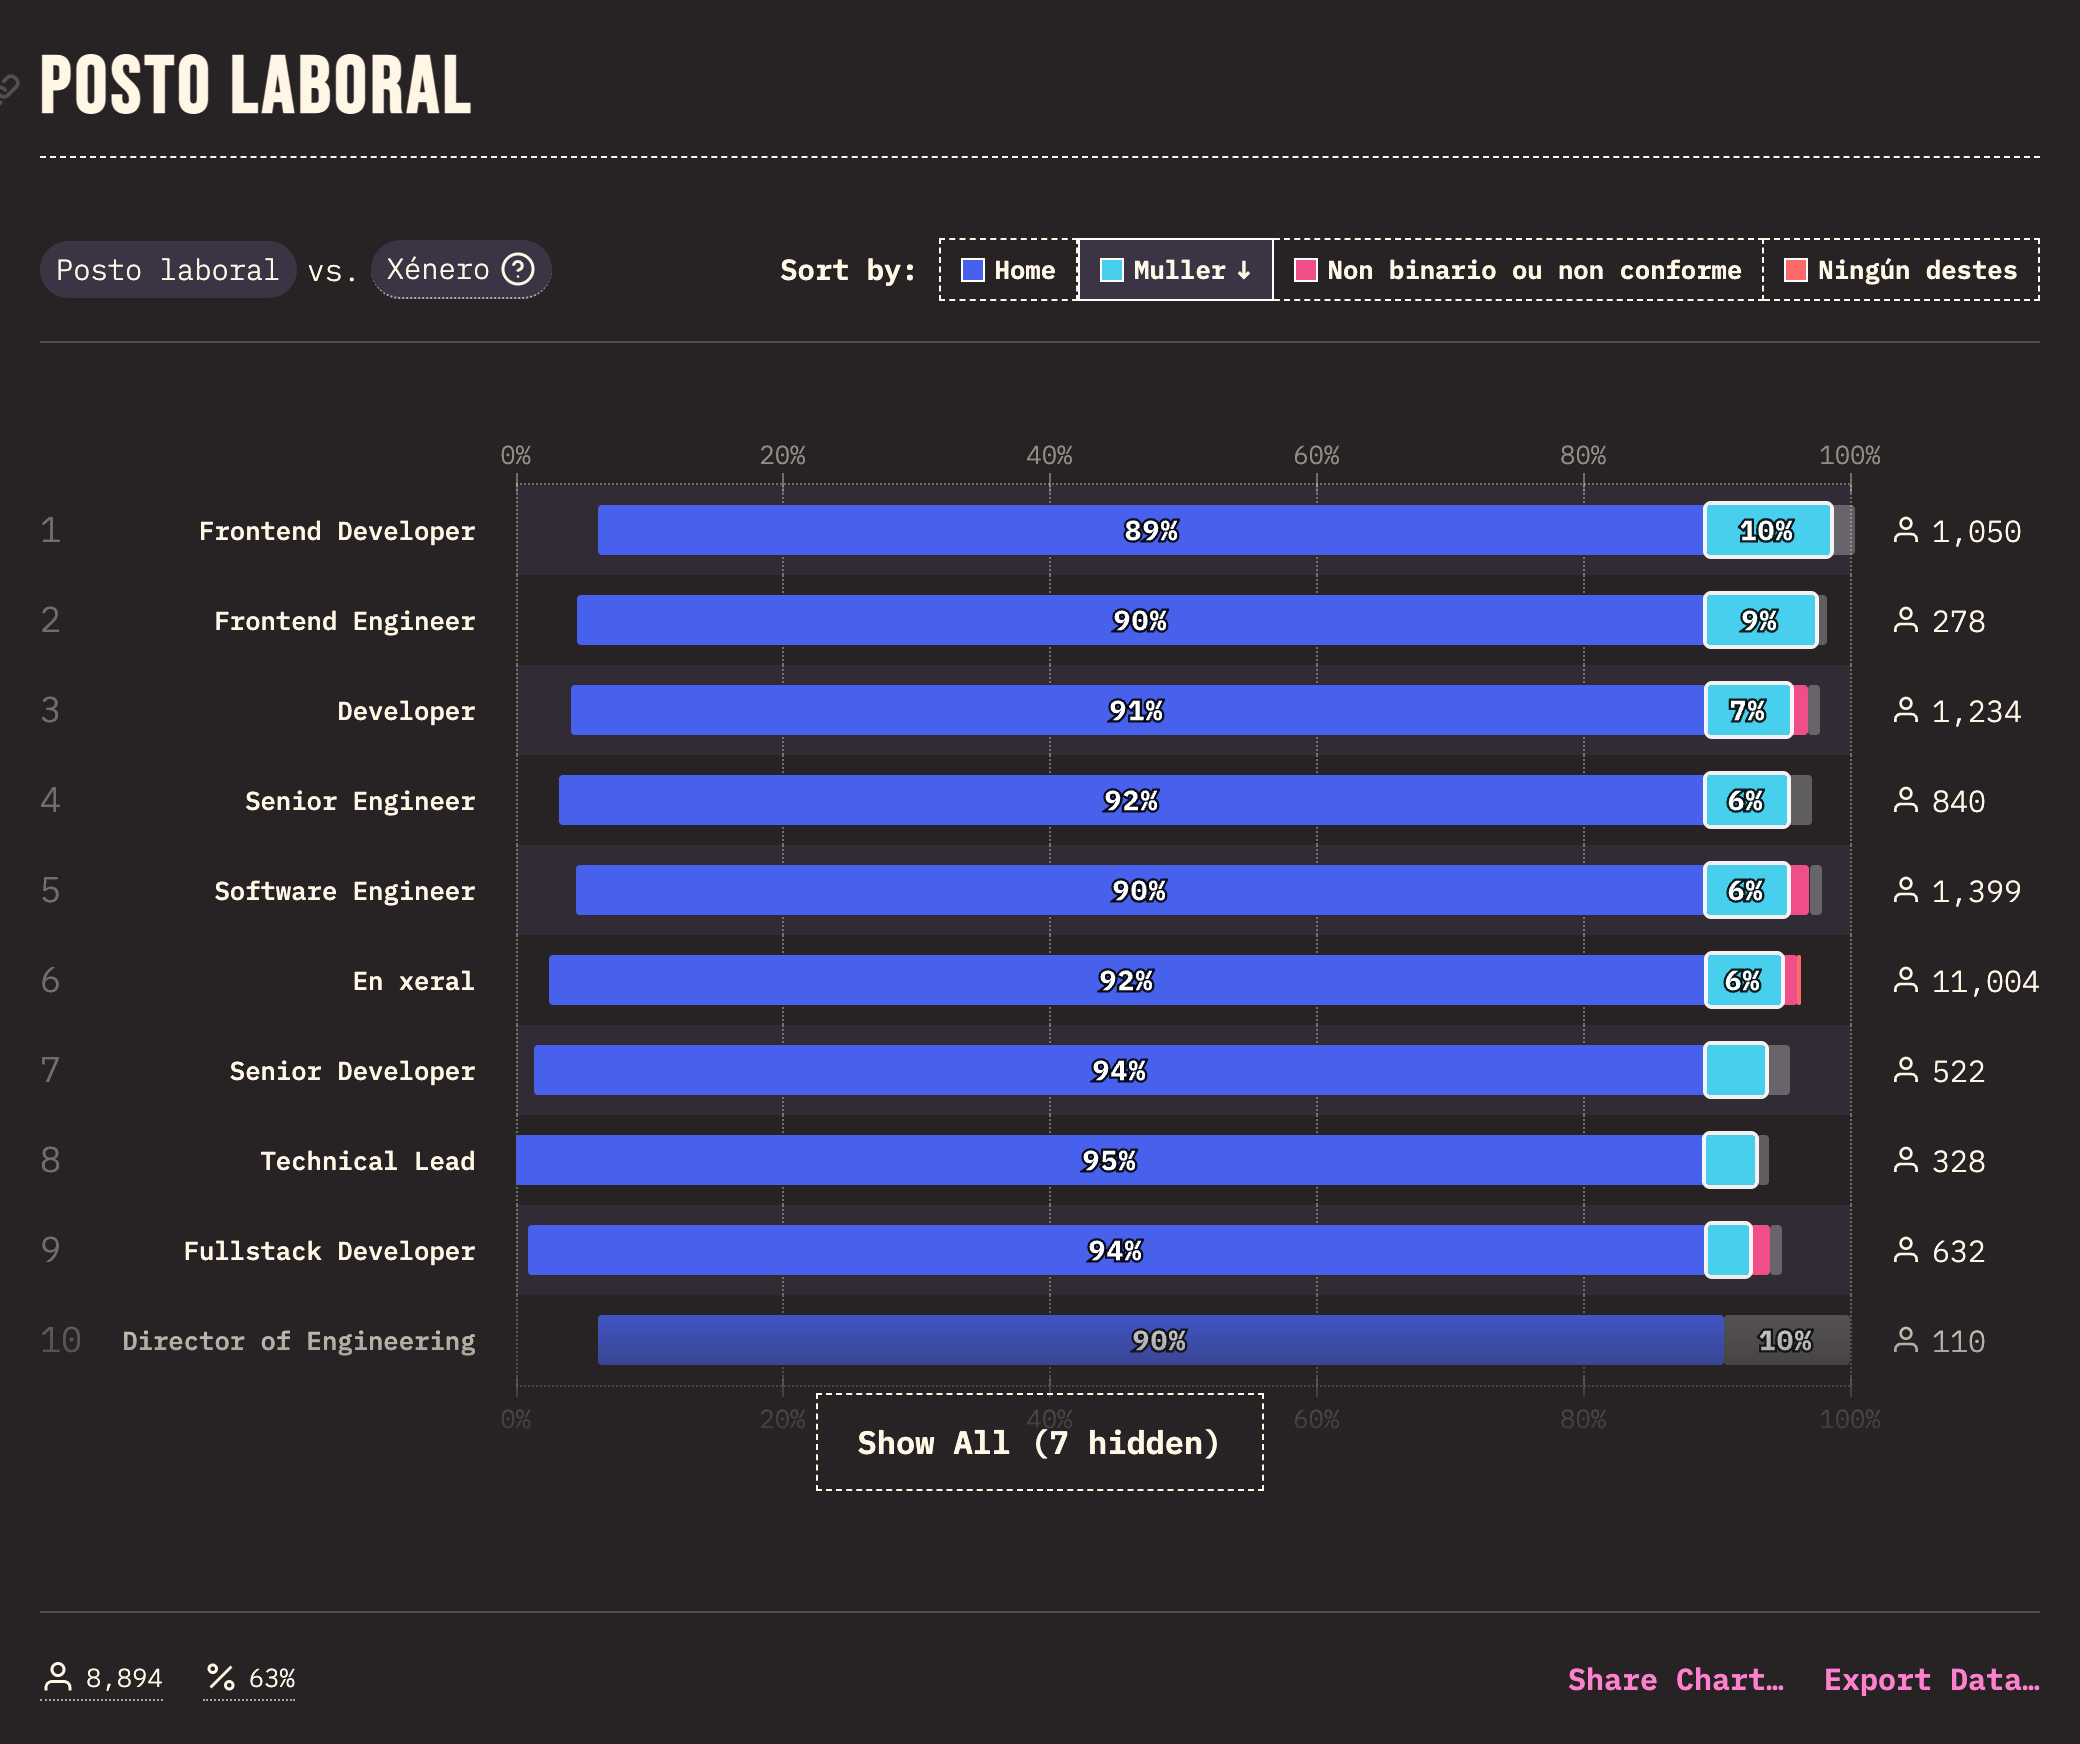 POSTO LABORAL
Posto laboral vs. Xénero ? Sort by: Home Muller ↓ Non binario ou non conforme Ningún destes
0% 20% 40% 60% 80% 100%
1 Frontend Developer 89% 10% 1,050
2 Frontend Engineer 90% 9% 278
3 Developer 91% 7% 1,234
4 Senior Engineer 92% 6% 840
5 Software Engineer 90% 6% 1,399
6 En xeral 92% 6% 11,004
7 Senior Developer 94% 522
8 Technical Lead 95% 328
9 Fullstack Developer 94% 632
10 Director of Engineering 90% 10% 110
0% 20% 40% 60% 80% 100%
Show All (7 hidden)
8,894 % 63% Share Chart… Export Data…